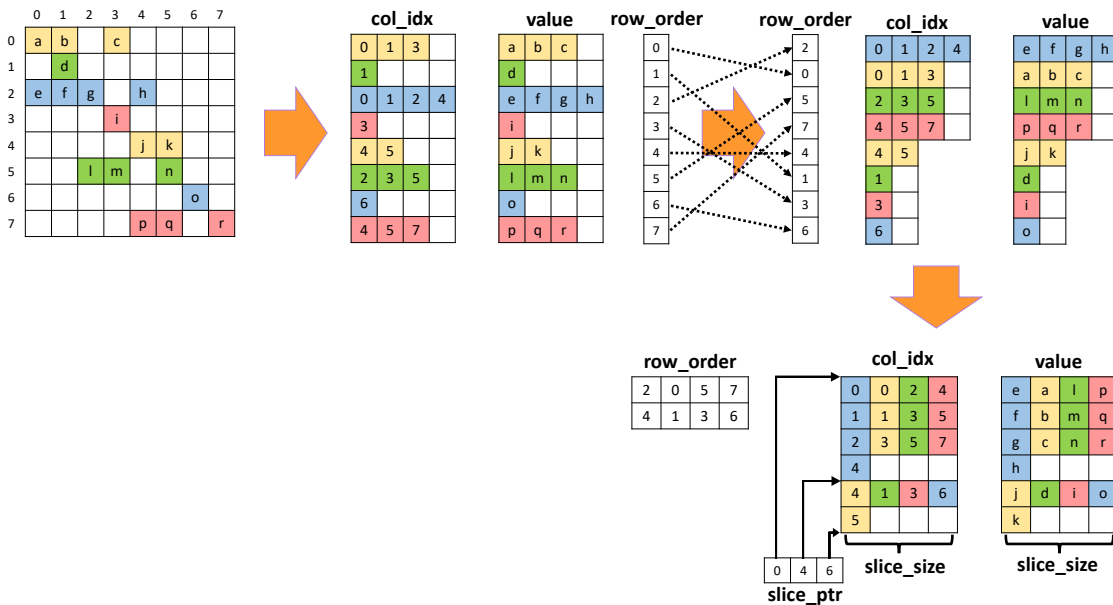 0 1 2 3 4 5 6 7
0 a b c
1 d
2 e f g h
3 i
4 j k
5 l m n
6 o
7 p q r
col_idx
0 1 3
1
0 1 2 4
3
4 5
2 3 5
6
4 5 7
value
a b c
d
e f g h
i
j k
l m n
o
p q r
row_order
0
1
2
3
4
5
6
7
row_order
2
0
5
7
4
1
3
6
col_idx
0 1 2 4
0 1 3
2 3 5
4 5 7
4 5
1
3
6
value
e f g h
a b c
l m n
p q r
j k
d
i
o
row_order
2 0 5 7
4 1 3 6
col_idx
0 0 2 4
1 1 3 5
2 3 5 7
4
4 1 3 6
5
slice_size
value
e a l p
f b m q
g c n r
h
j d i o
k
slice_size
0 4 6
slice_ptr